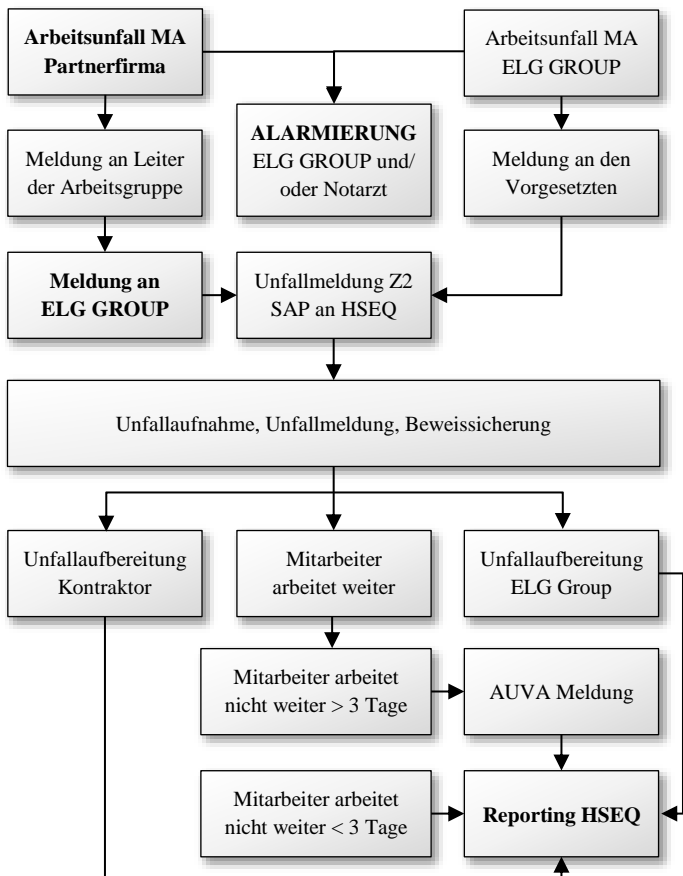 Arbeitsunfall MA
Partnerfirma
Arbeitsunfall MA
ELG GROUP
ALARMIERUNG
ELG GROUP und/
oder Notarzt
Meldung an Leiter
der Arbeitsgruppe
Meldung an den
Vorgesetzten
Meldung an
ELG GROUP
Unfallmeldung Z2
SAP an HSEQ
Unfallaufnahme, Unfallmeldung, Beweissicherung
Unfallaufbereitung
Kontraktor
Mitarbeiter
arbeitet weiter
Unfallaufbereitung
ELG Group
Mitarbeiter arbeitet
nicht weiter > 3 Tage
AUVA Meldung
Mitarbeiter arbeitet
nicht weiter < 3 Tage
Reporting HSEQ